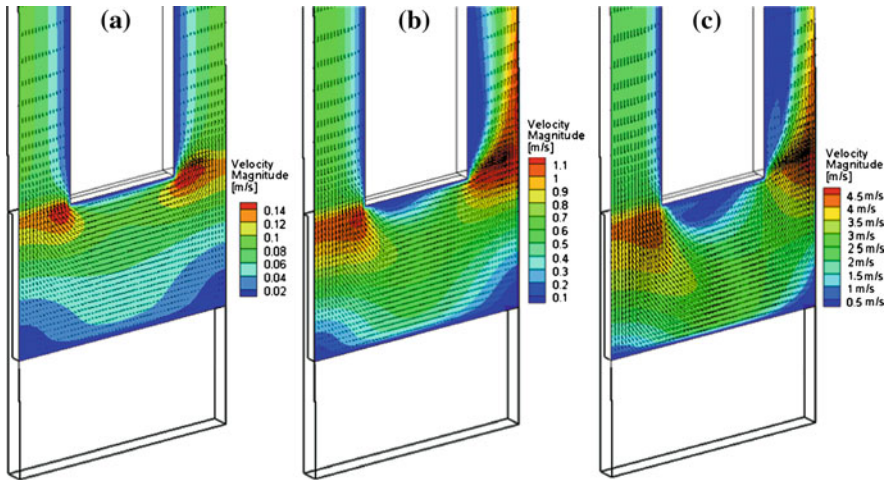 (a)
(b)
(c)
Velocity
Magnitude
[m/s]
0.14
0.12
0.1
0.08
0.06
0.04
0.02
Velocity
Magnitude
[m/s]
1.1
1
0.9
0.8
0.7
0.6
0.5
0.4
0.3
0.2
0.1
Velocity
Magnitude
[m/s]
4.5 m/s
4 m/s
3.5 m/s
3 m/s
2.5 m/s
2 m/s
1.5 m/s
1 m/s
0.5 m/s